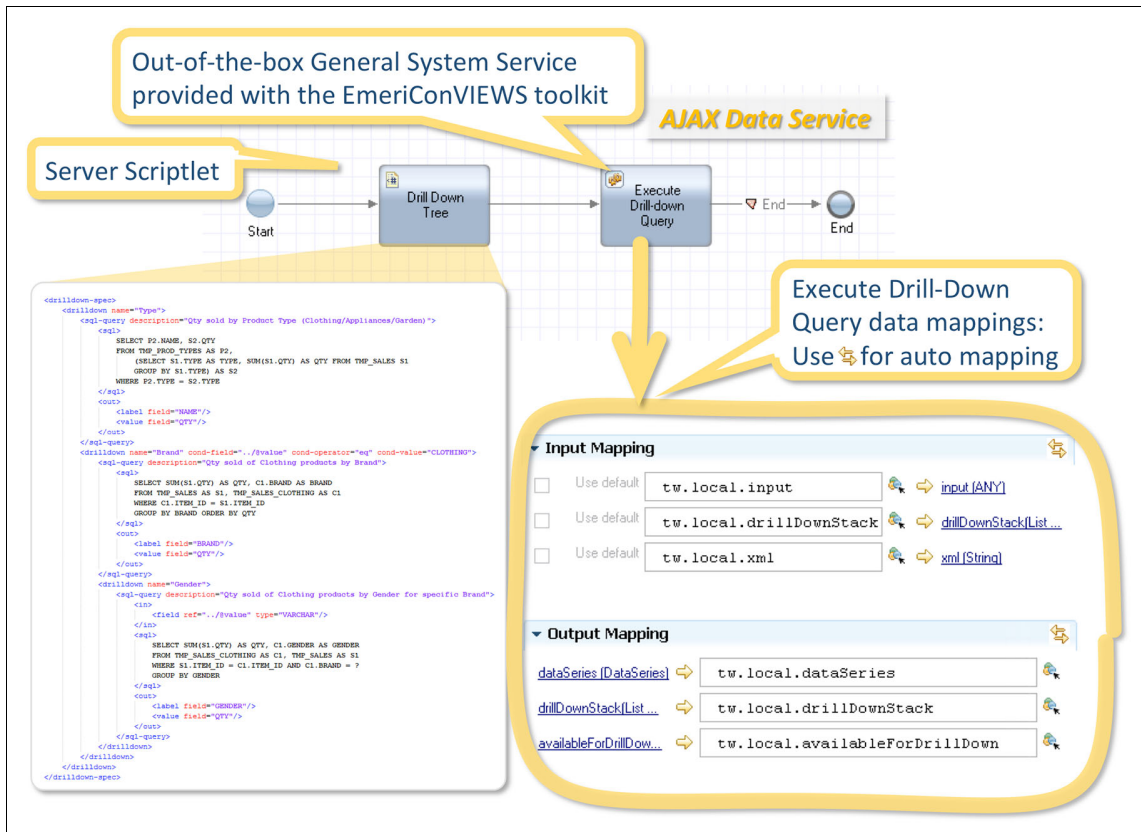 Out-of-the-box General System Service
provided with the EmeriConVIEWS toolkit
AJAX Data Service
Server Scriptlet
Start
Drill Down
Tree
Execute
Drill-down
Query
End
End
<drilldown-spec>
<drilldown name="Type">
<sql-query description="Qty sold by Product Type (Clothing/Appliances/Garden)">
<sql>
SELECT P2.NAME, S2.QTY
FROM TMP_PROD_TYPES AS P2,
(SELECT S1.TYPE AS TYPE, SUM(S1.QTY) AS QTY FROM TMP_SALES S1
GROUP BY S1.TYPE) AS S2
WHERE P2.TYPE = S2.TYPE
</sql>
<out>
<label field="NAME"/>
<value field="QTY"/>
</out>
</sql-query>
<drilldown name="Brand" cond-field="../@value" cond-operator="eq" cond-value="CLOTHING">
<sql-query description="Qty sold of Clothing products by Brand">
<sql>
SELECT SUM(S1.QTY) AS QTY, C1.BRAND AS BRAND
FROM TMP_SALES AS S1, TMP_SALES_CLOTHING AS C1
WHERE C1.ITEM_ID = S1.ITEM_ID
GROUP BY BRAND ORDER BY QTY
</sql>
<out>
<label field="BRAND"/>
<value field="QTY"/>
</out>
</sql-query>
<drilldown name="Gender">
<sql-query description="Qty sold of Clothing products by Gender for specific Brand">
<in>
<field ref="../@value" type="VARCHAR"/>
</in>
<sql>
SELECT SUM(S1.QTY) AS QTY, C1.GENDER AS GENDER
FROM TMP_SALES_CLOTHING AS C1, TMP_SALES AS S1
WHERE S1.ITEM_ID = C1.ITEM_ID AND C1.BRAND = ?
GROUP BY GENDER
</sql>
<out>
<label field="GENDER"/>
<value field="QTY"/>
</out>
</sql-query>
</drilldown>
</drilldown>
</drilldown>
</drilldown-spec>
Execute Drill-Down
Query data mappings:
Use for auto mapping
Input Mapping
Use default tw.local.input input (ANY)
Use default tw.local.drillDownStack drillDownStack(List ...
Use default tw.local.xml xml (String)
Output Mapping
dataSeries (DataSeries) tw.local.dataSeries
drillDownStack(List ... tw.local.drillDownStack
availableForDrillDow... tw.local.availableForDrillDown